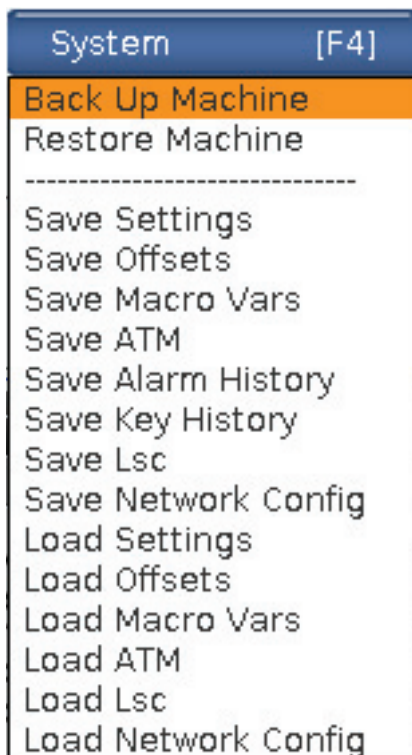 System [F4]
Back Up Machine
Restore Machine
------------------------------
Save Settings
Save Offsets
Save Macro Vars
Save ATM
Save Alarm History
Save Key History
Save Lsc
Save Network Config
Load Settings
Load Offsets
Load Macro Vars
Load ATM
Load Lsc
Load Network Config